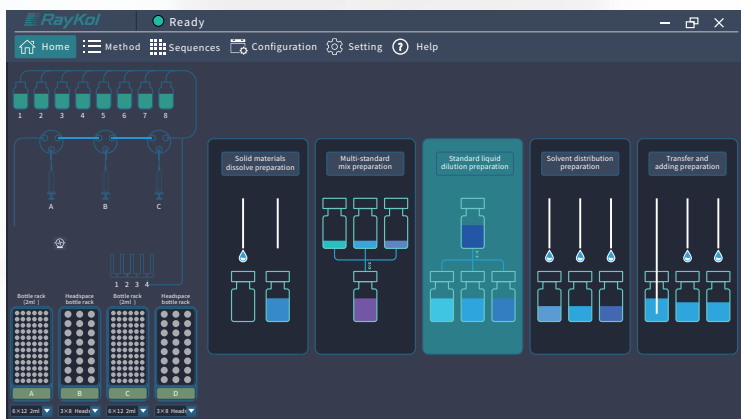 RayKol
Ready
Home
Method
Sequences
Configuration
Setting
Help
1 2 3 4 5 6 7 8
A B C
1 2 3 4
Bottle rack
(2ml )
Headspace
bottle rack
Bottle rack
(2ml )
Headspace
bottle rack
A B C D
6×12 2ml
3×8 Heads
6×12 2ml
3×8 Heads
Solid materials
dissolve preparation
Multi-standard
mix preparation
Standard liquid
dilution preparation
Solvent distribution
preparation
Transfer and
adding preparation